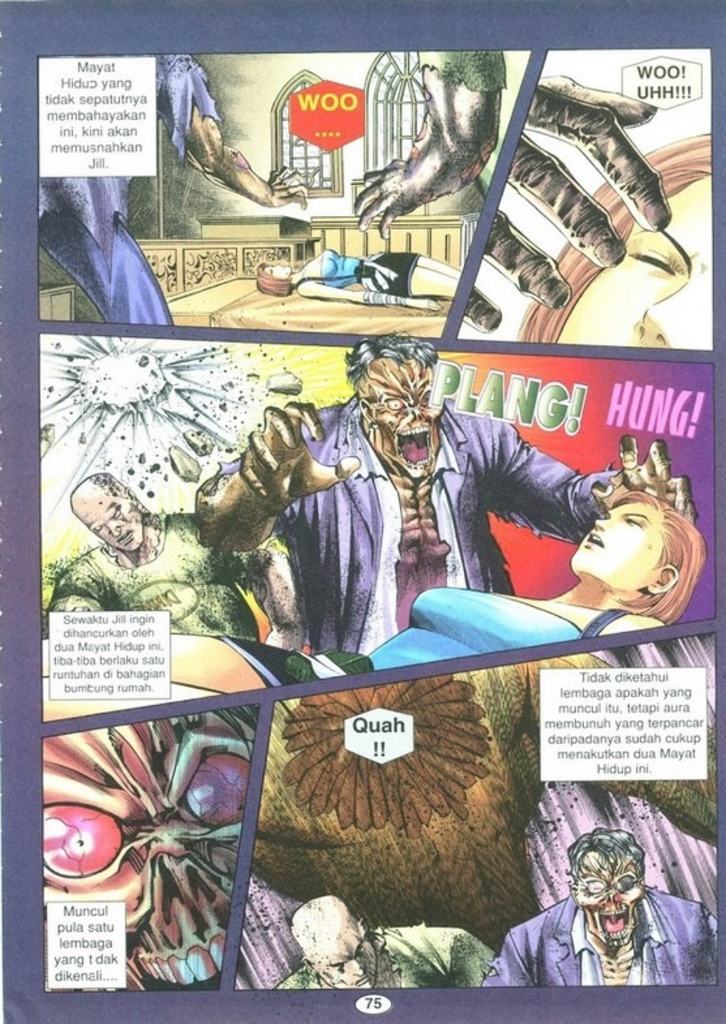 Mayat
Hidup yang
tidak sepatutnya
membahayakan
ini, kini akan
memusnahkan
Jill.
WOO
....
WOO!
UHH!!!
PLANG!
HUNG!
Sewaktu Jill ingin
dihancurkan oleh
dua Mayat Hidup ini,
tiba-tiba berlaku satu
runtuhan di bahagian
bumbung rumah.
Quah
!!
Tidak diketahui
lembaga apakah yang
muncul itu, tetapi aura
membunuh yang terpancar
daripadanya sudah cukup
menakutkan dua Mayat
Hidup ini.
Muncul
pula satu
lembaga
yang tidak
dikenali....
75